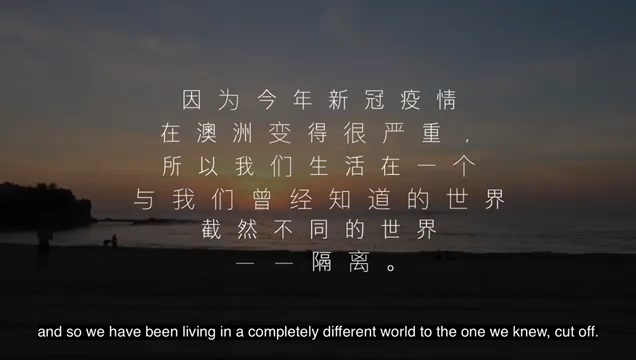 因为今年新冠疫情
在澳洲变得很严重，
所以我们生活在一个
与我们曾经知道的世界
截然不同的世界
——隔离。
and so we have been living in a completely different world to the one we knew, cut off.